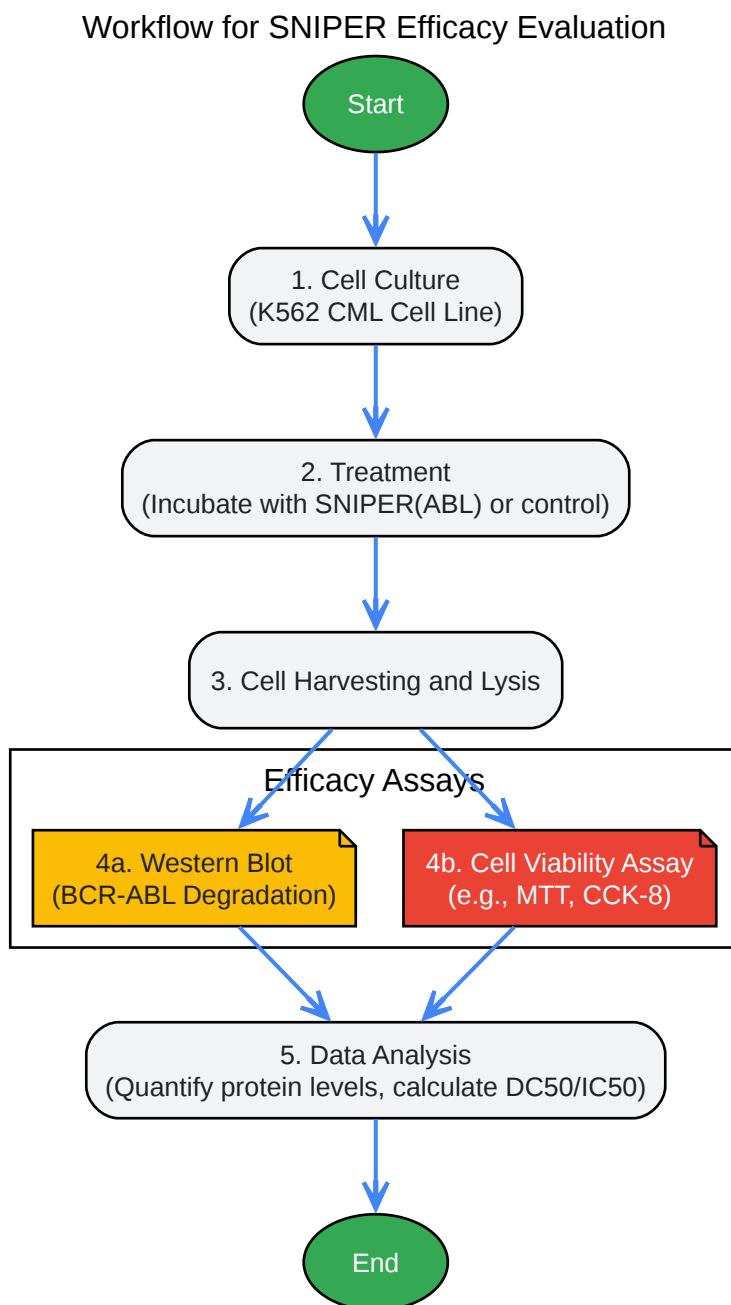 Workflow for SNIPER Efficacy Evaluation
Start
1. Cell Culture
(K562 CML Cell Line)
2. Treatment
(Incubate with SNIPER(ABL) or control)
3. Cell Harvesting and Lysis
Efficacy Assays
4a. Western Blot
(BCR-ABL Degradation)
4b. Cell Viability Assay
(e.g., MTT, CCK-8)
5. Data Analysis
(Quantify protein levels, calculate DC50/IC50)
End